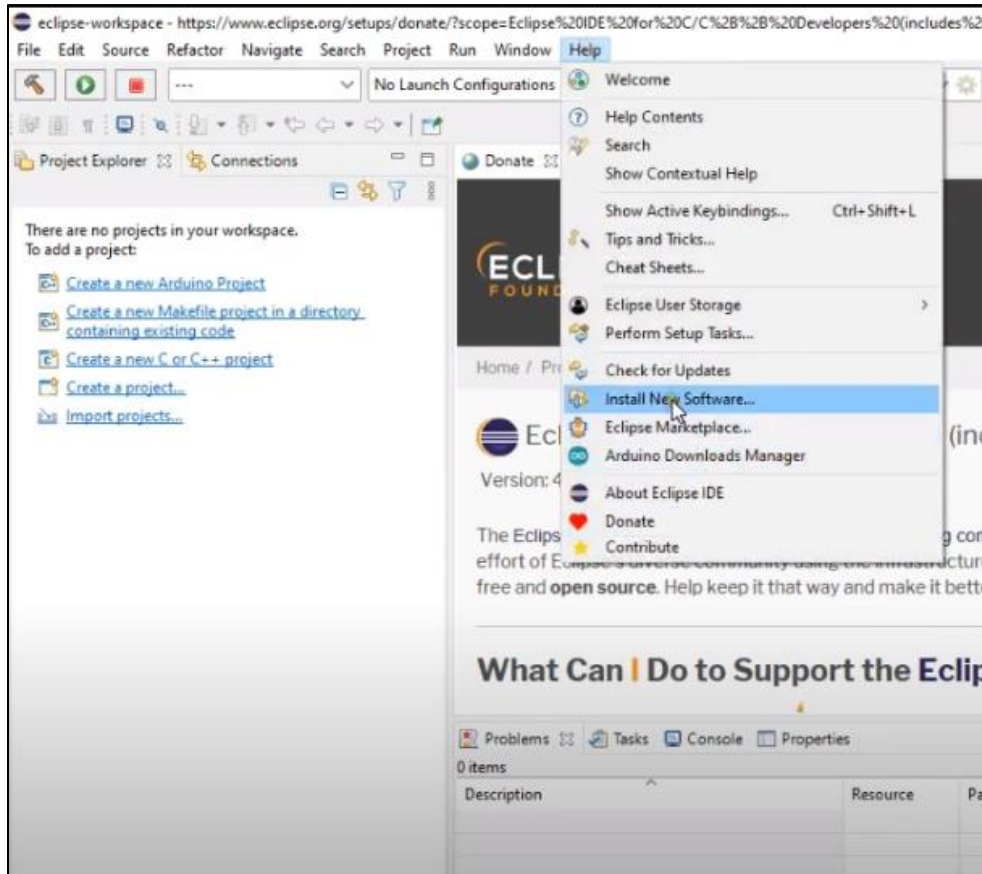 eclipse-workspace - https://www.eclipse.org/setups/donate/?scope=Eclipse%20IDE%20for%20C/C%2B%2B%20Developers%20(includes%2
File Edit Source Refactor Navigate Search Project Run Window Help
--- No Launch Configurations
Project Explorer Connections
There are no projects in your workspace.
To add a project:
Create a new Arduino Project
Create a new Makefile project in a directory
containing existing code
Create a new C or C++ project
Create a project...
Import projects...
Welcome
Help Contents
Search
Show Contextual Help
Show Active Keybindings... Ctrl+Shift+L
Tips and Tricks...
Cheat Sheets...
Eclipse User Storage
Perform Setup Tasks...
Check for Updates
Install New Software...
Eclipse Marketplace...
Arduino Downloads Manager
About Eclipse IDE
Donate
Contribute
Donate
ECL
FOUND
Home / Pr
Ecl (in
Version: 4
The Eclips
effort of Eclipse's diverse community using the
free and open source. Help keep it that way and make it bett
What Can I Do to Support the Eclip
Problems Tasks Console Properties
0 items
Description Resource Pa